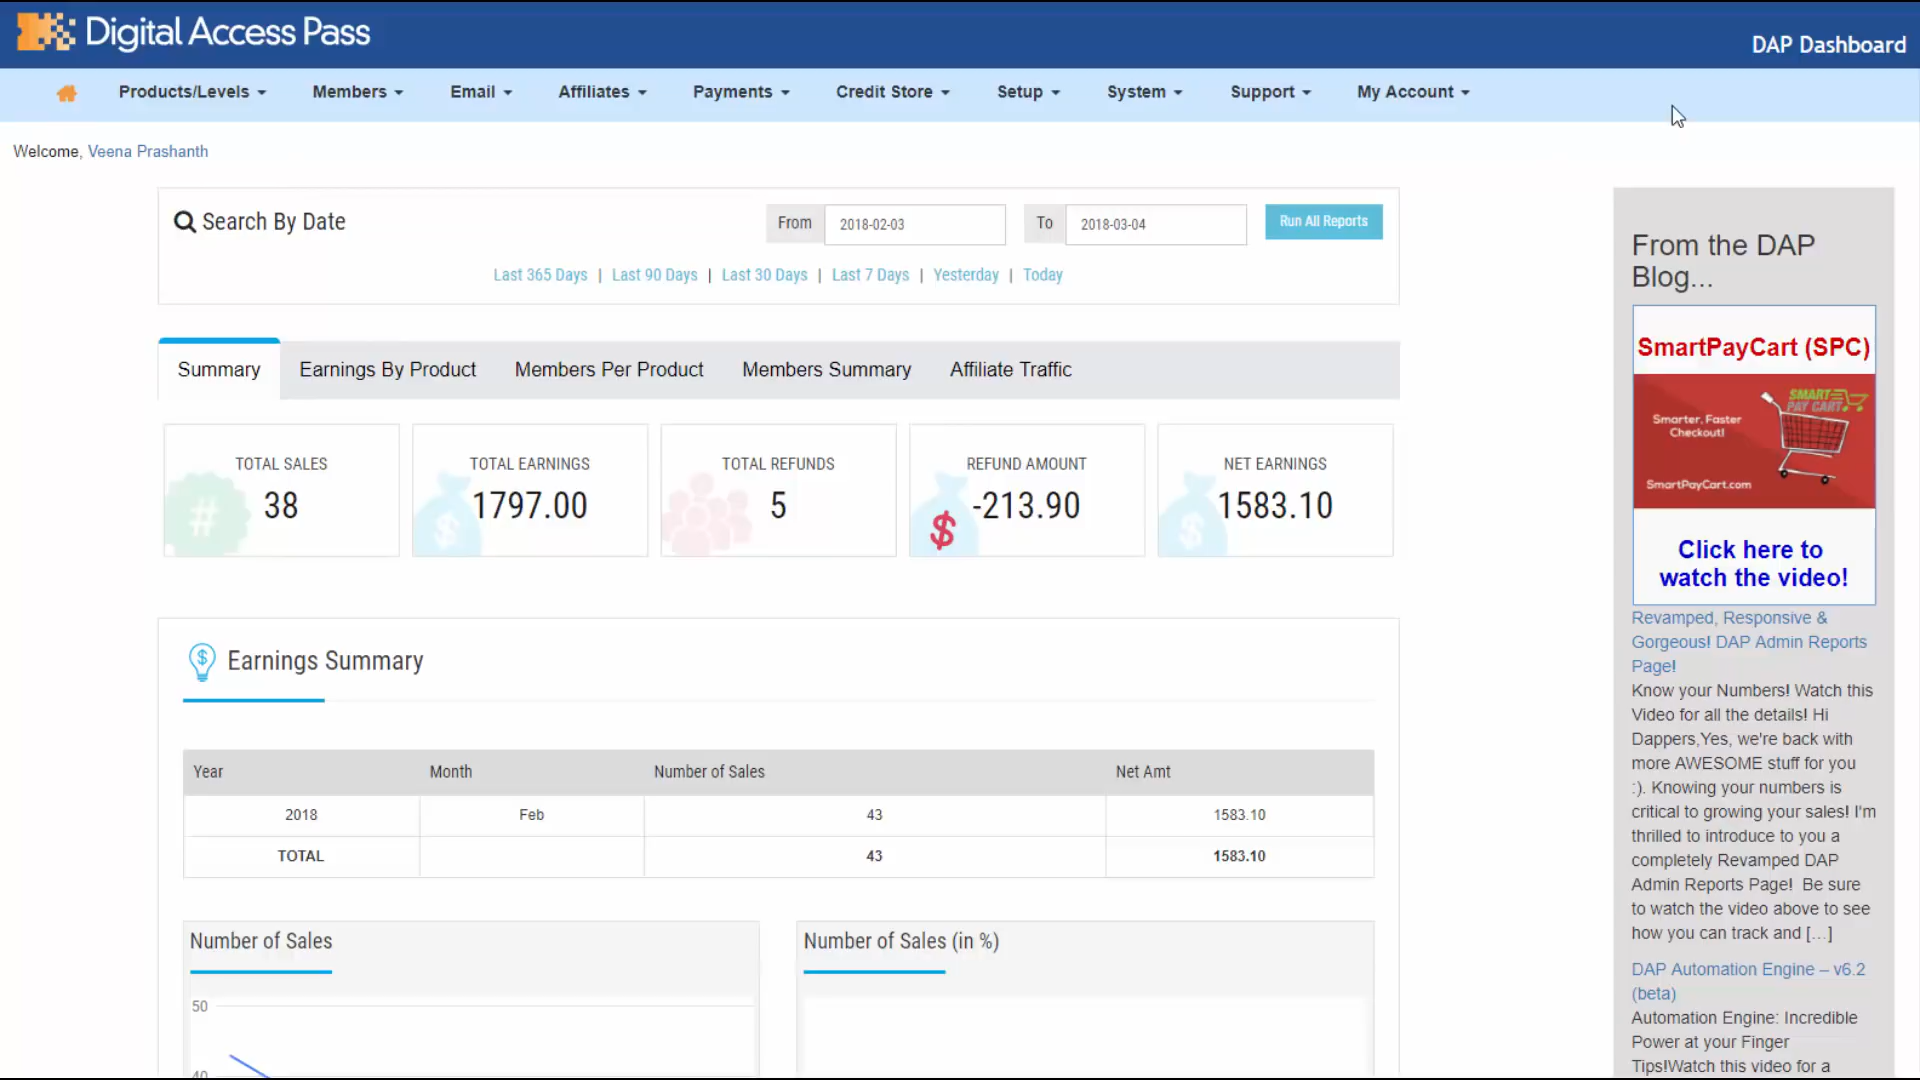 Digital Access Pass
DAP Dashboard
Products/Levels Members Email Affiliates Payments Credit Store Setup System Support My Account
Welcome, Veena Prashanth
Search By Date
From 2018-02-03 To 2018-03-04 Run All Reports
Last 365 Days | Last 90 Days | Last 30 Days | Last 7 Days | Yesterday | Today
Summary Earnings By Product Members Per Product Members Summary Affiliate Traffic
TOTAL SALES
38
TOTAL EARNINGS
1797.00
TOTAL REFUNDS
5
REFUND AMOUNT
-213.90
NET EARNINGS
1583.10
Earnings Summary
Year Month Number of Sales Net Amt
2018 Feb 43 1583.10
TOTAL 43 1583.10
Number of Sales
50
40
Number of Sales (in %)
From the DAP
Blog...
SmartPayCart (SPC)
SMART
PAY CART
Smarter, Faster
Checkout!
SmartPayCart.com
Click here to
watch the video!
Revamped, Responsive &
Gorgeous! DAP Admin Reports
Page!
Know your Numbers! Watch this
Video for all the details! Hi
Dappers,Yes, we're back with
more AWESOME stuff for you
:). Knowing your numbers is
critical to growing your sales! I'm
thrilled to introduce to you a
completely Revamped DAP
Admin Reports Page!  Be sure
to watch the video above to see
how you can track and […]
DAP Automation Engine – v6.2
(beta)
Automation Engine: Incredible
Power at your Finger
Tips!Watch this video for a